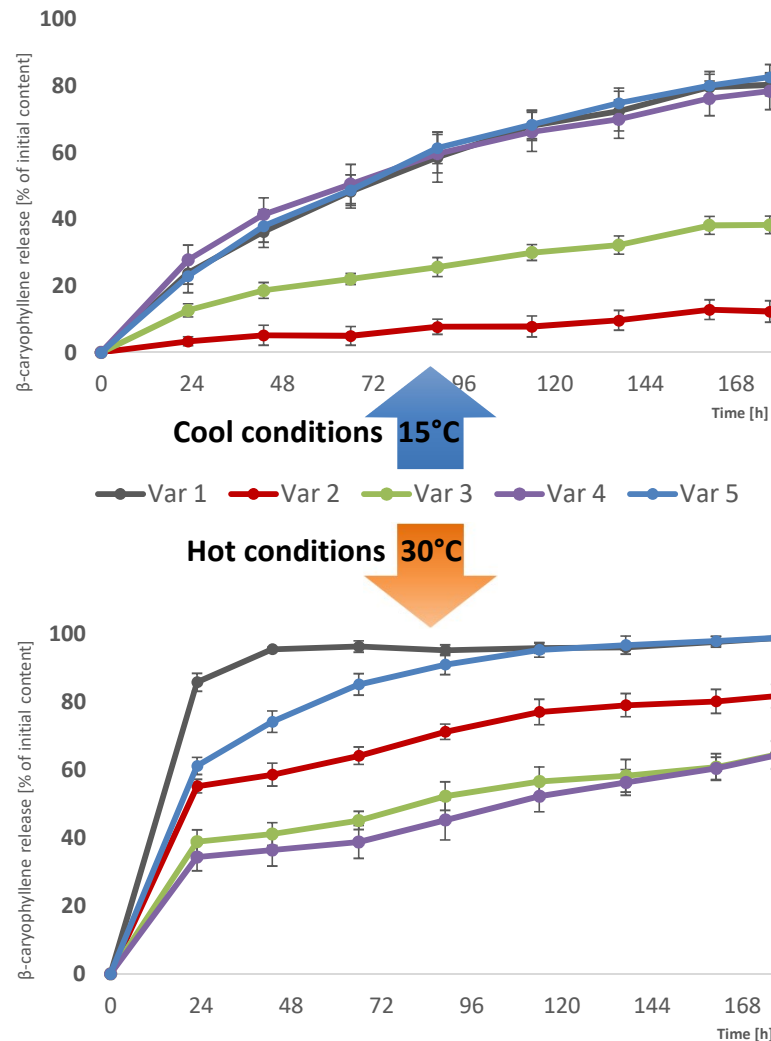 β-caryophyllene release [% of initial content]
100
80
60
40
20
0
0 24 48 72 96 120 144 168
Time [h]
Cool conditions 15°C
Var 1 Var 2 Var 3 Var 4 Var 5
Hot conditions 30°C
β-caryophyllene release [% of initial content]
100
80
60
40
20
0
0 24 48 72 96 120 144 168
Time [h]